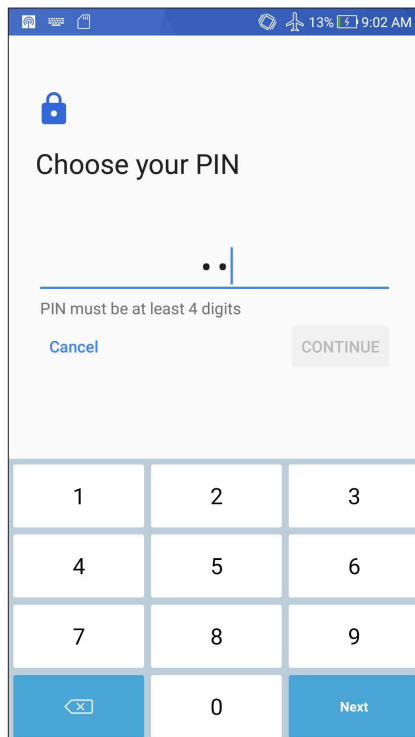 13% 9:02 AM
Choose your PIN
PIN must be at least 4 digits
Cancel CONTINUE
1 2 3
4 5 6
7 8 9
0 Next